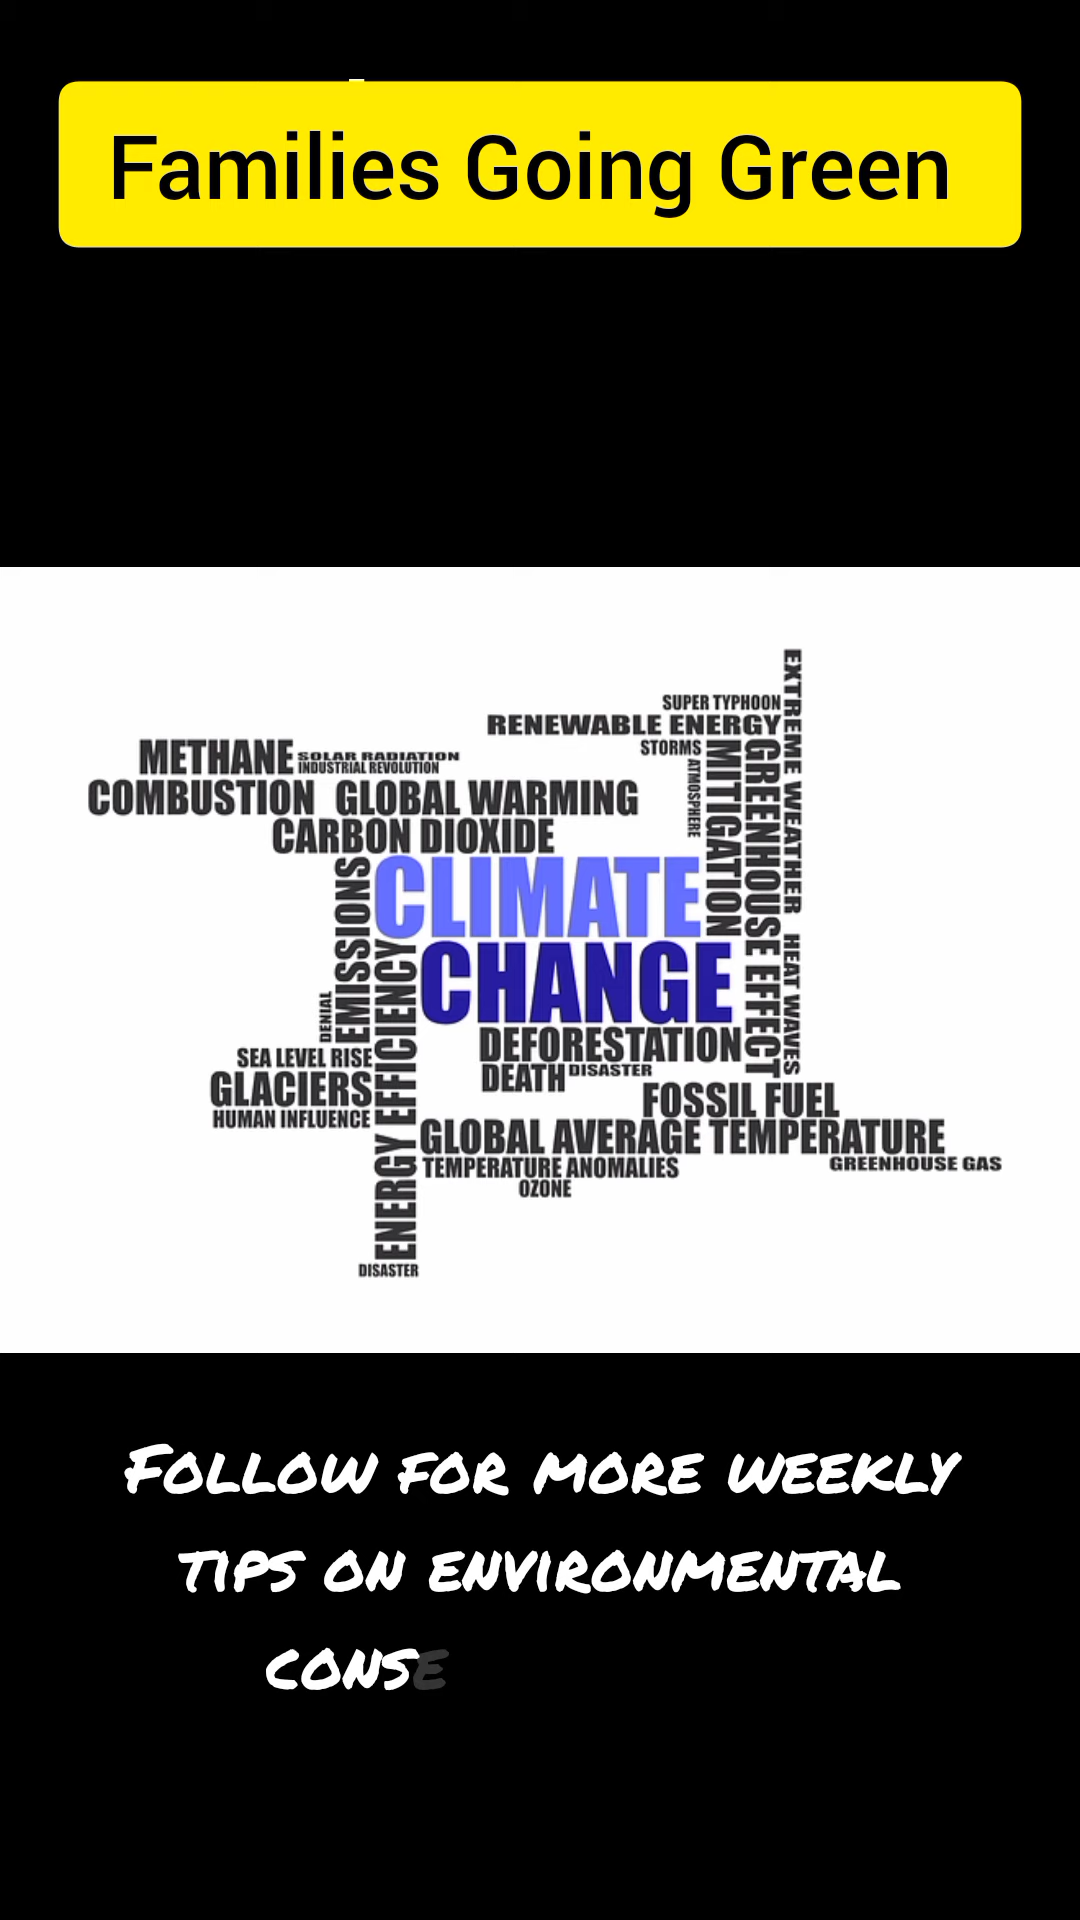 Families Going Green
EXTREME WEATHER
SUPER TYPHOON
RENEWABLE ENERGY
STORMS
METHANE
SOLAR RADIATION
INDUSTRIAL REVOLUTION
ATMOSPHERE
MITIGATION
GREENHOUSE EFFECT
COMBUSTION
GLOBAL WARMING
CARBON DIOXIDE
CLIMATE
CHANGE
EMISSIONS
ENERGY EFFICIENCY
HEAT WAVES
DENIAL
DEFORESTATION
SEA LEVEL RISE
DEATH
DISASTER
GLACIERS
FOSSIL FUEL
HUMAN INFLUENCE
GLOBAL AVERAGE TEMPERATURE
TEMPERATURE ANOMALIES
GREENHOUSE GAS
OZONE
DISASTER
FOLLOW FOR MORE WEEKLY
TIPS ON ENVIRONMENTAL
CONSE